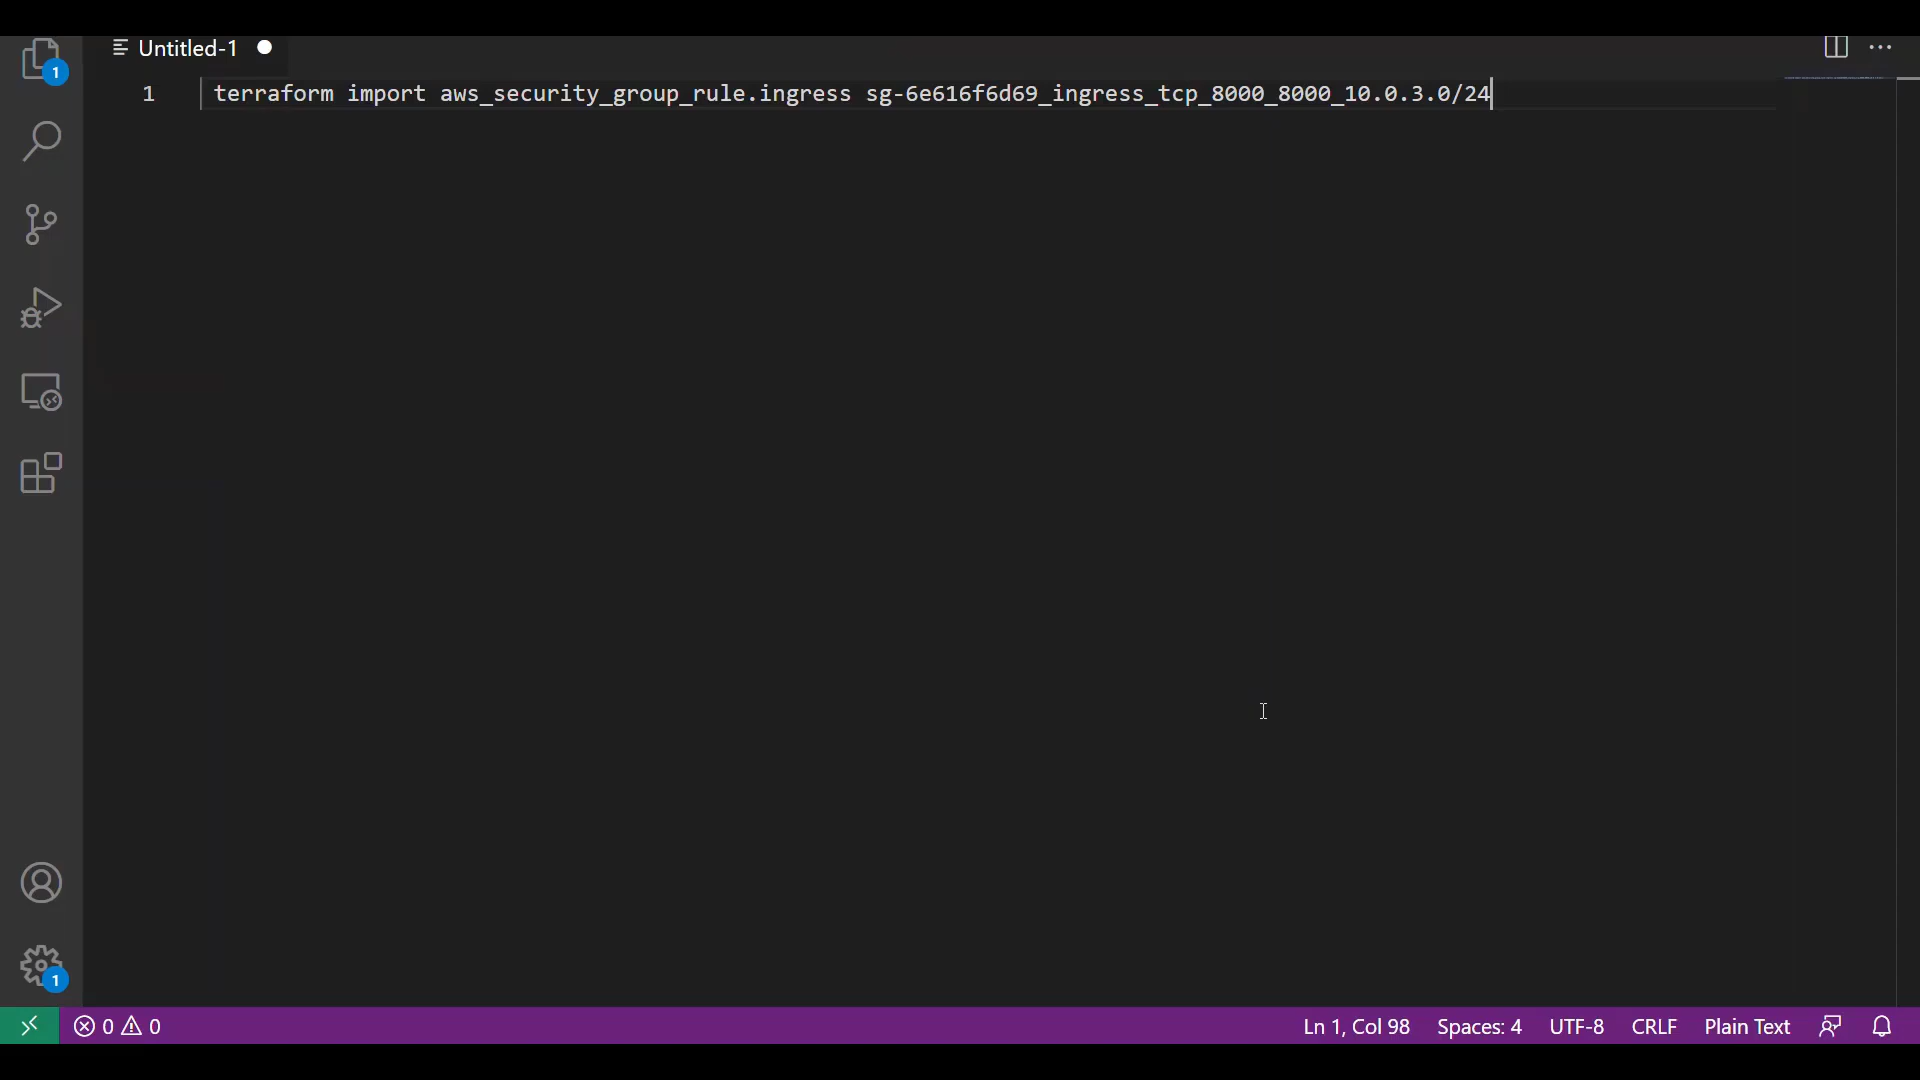 Untitled-1
1
1 terraform import aws_security_group_rule.ingress sg-6e616f6d69_ingress_tcp_8000_8000_10.0.3.0/24
1
0 0 Ln 1, Col 98 Spaces: 4 UTF-8 CRLF Plain Text